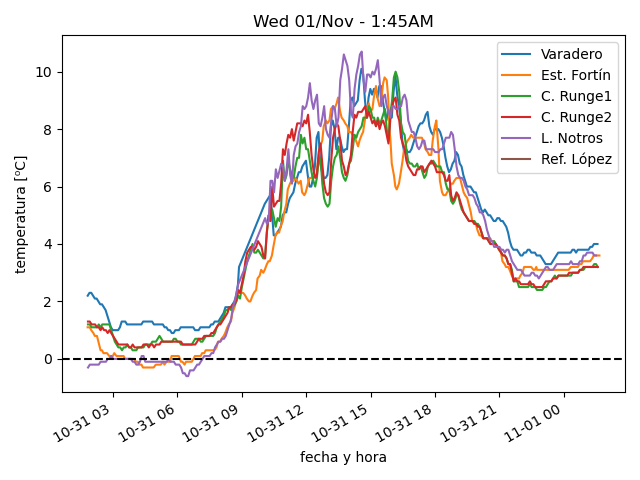 Wed 01/Nov - 1:45AM
temperatura [ºC]
10
8
6
4
2
0
Varadero
Est. Fortín
C. Runge1
C. Runge2
L. Notros
Ref. López
10-31 03
10-31 06
10-31 09
10-31 12
10-31 15
10-31 18
10-31 21
11-01 00
fecha y hora